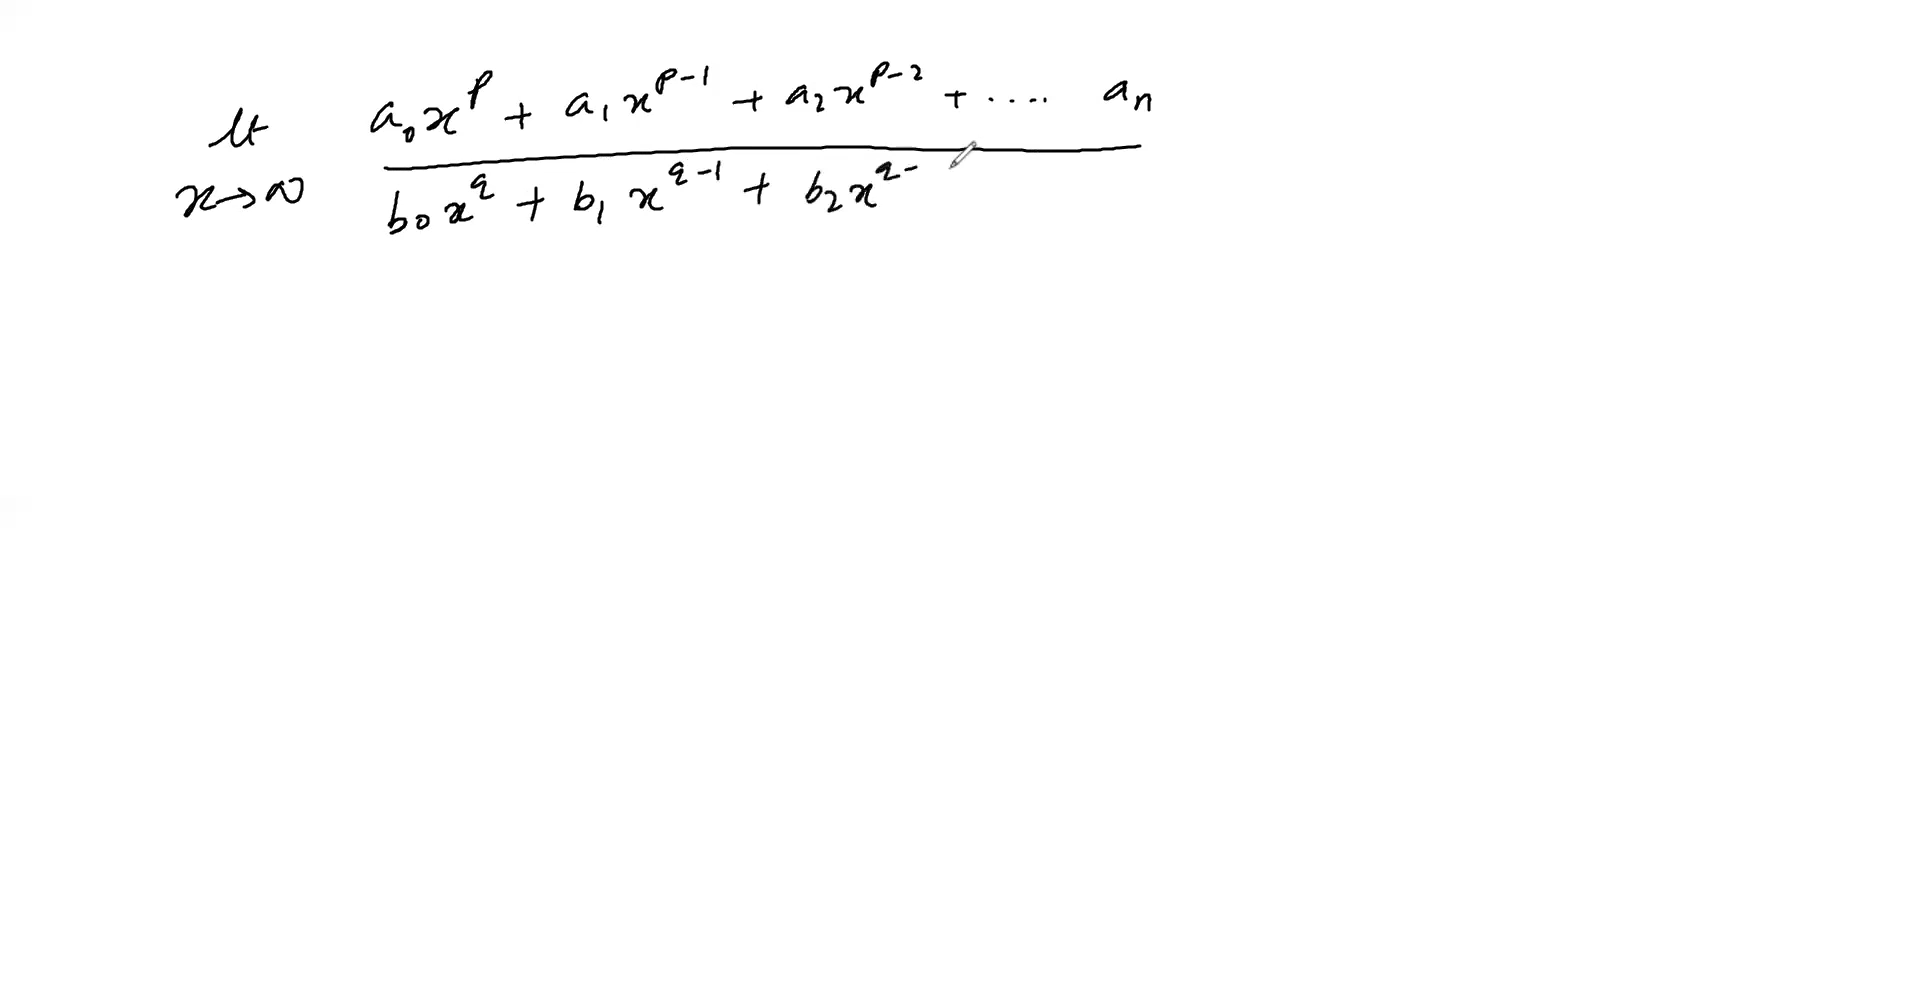 lt a₀x^p + a₁x^(p-1) + a₂x^(p-2) + .... aₙ
x→∞ b₀x^q + b₁x^(q-1) + b₂x^(q-